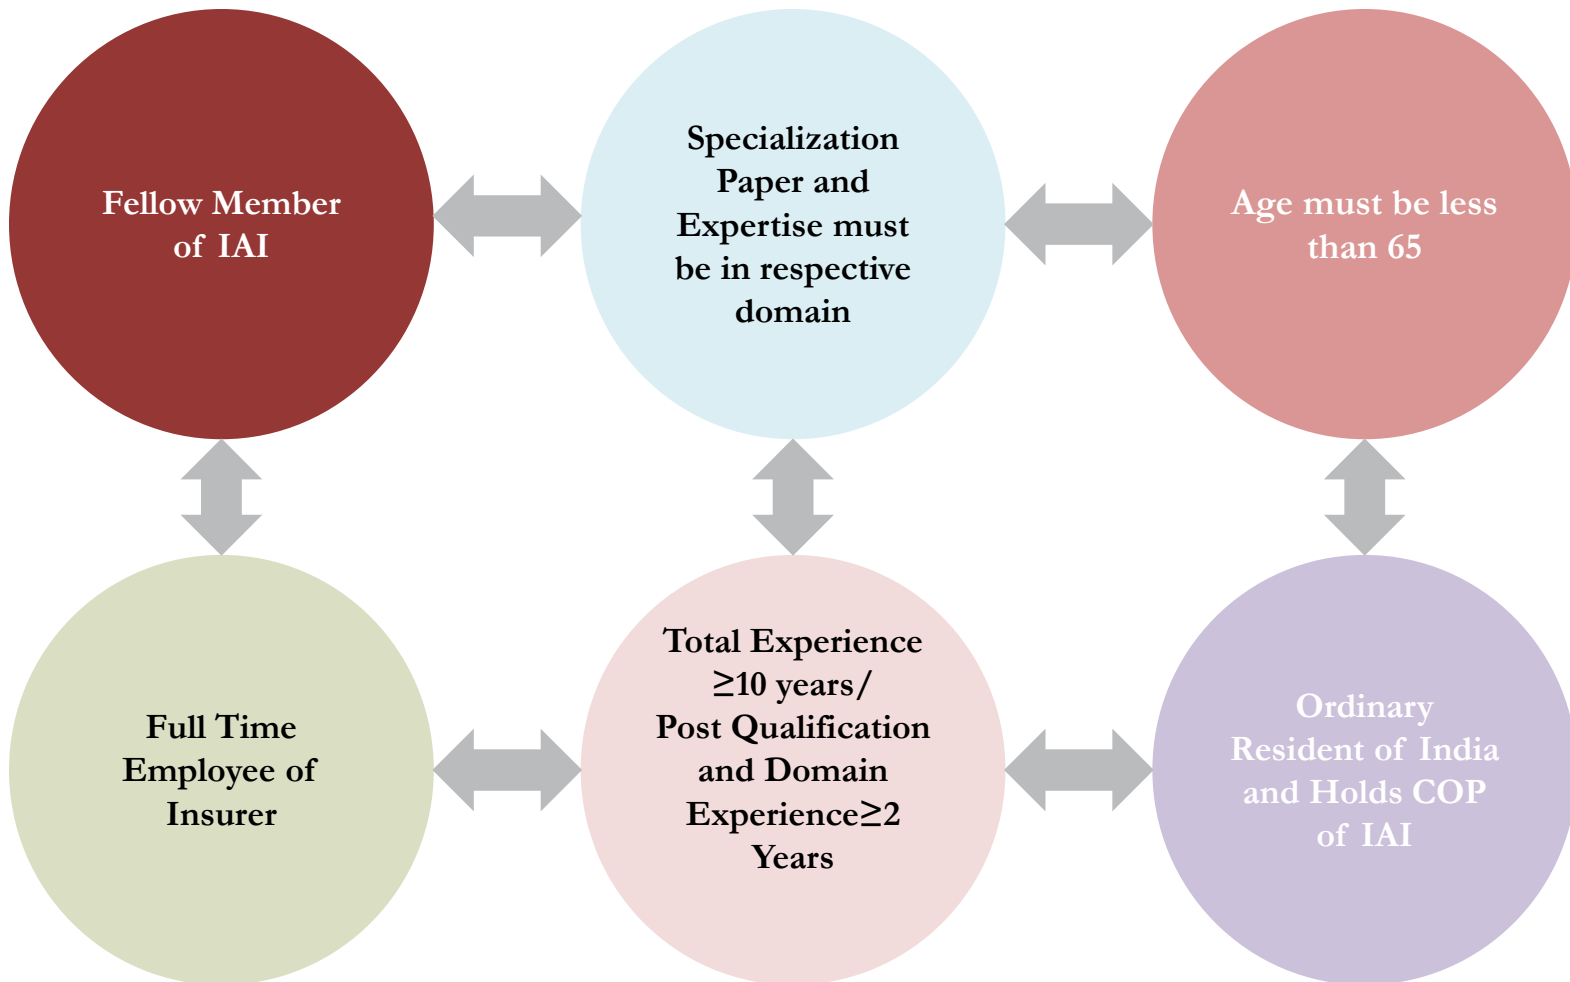 Fellow Member
of IAI
Specialization
Paper and
Expertise must
be in respective
domain
Age must be less
than 65
Full Time
Employee of
Insurer
Total Experience
≥10 years/
Post Qualification
and Domain
Experience≥2
Years
Ordinary
Resident of India
and Holds COP
of IAI